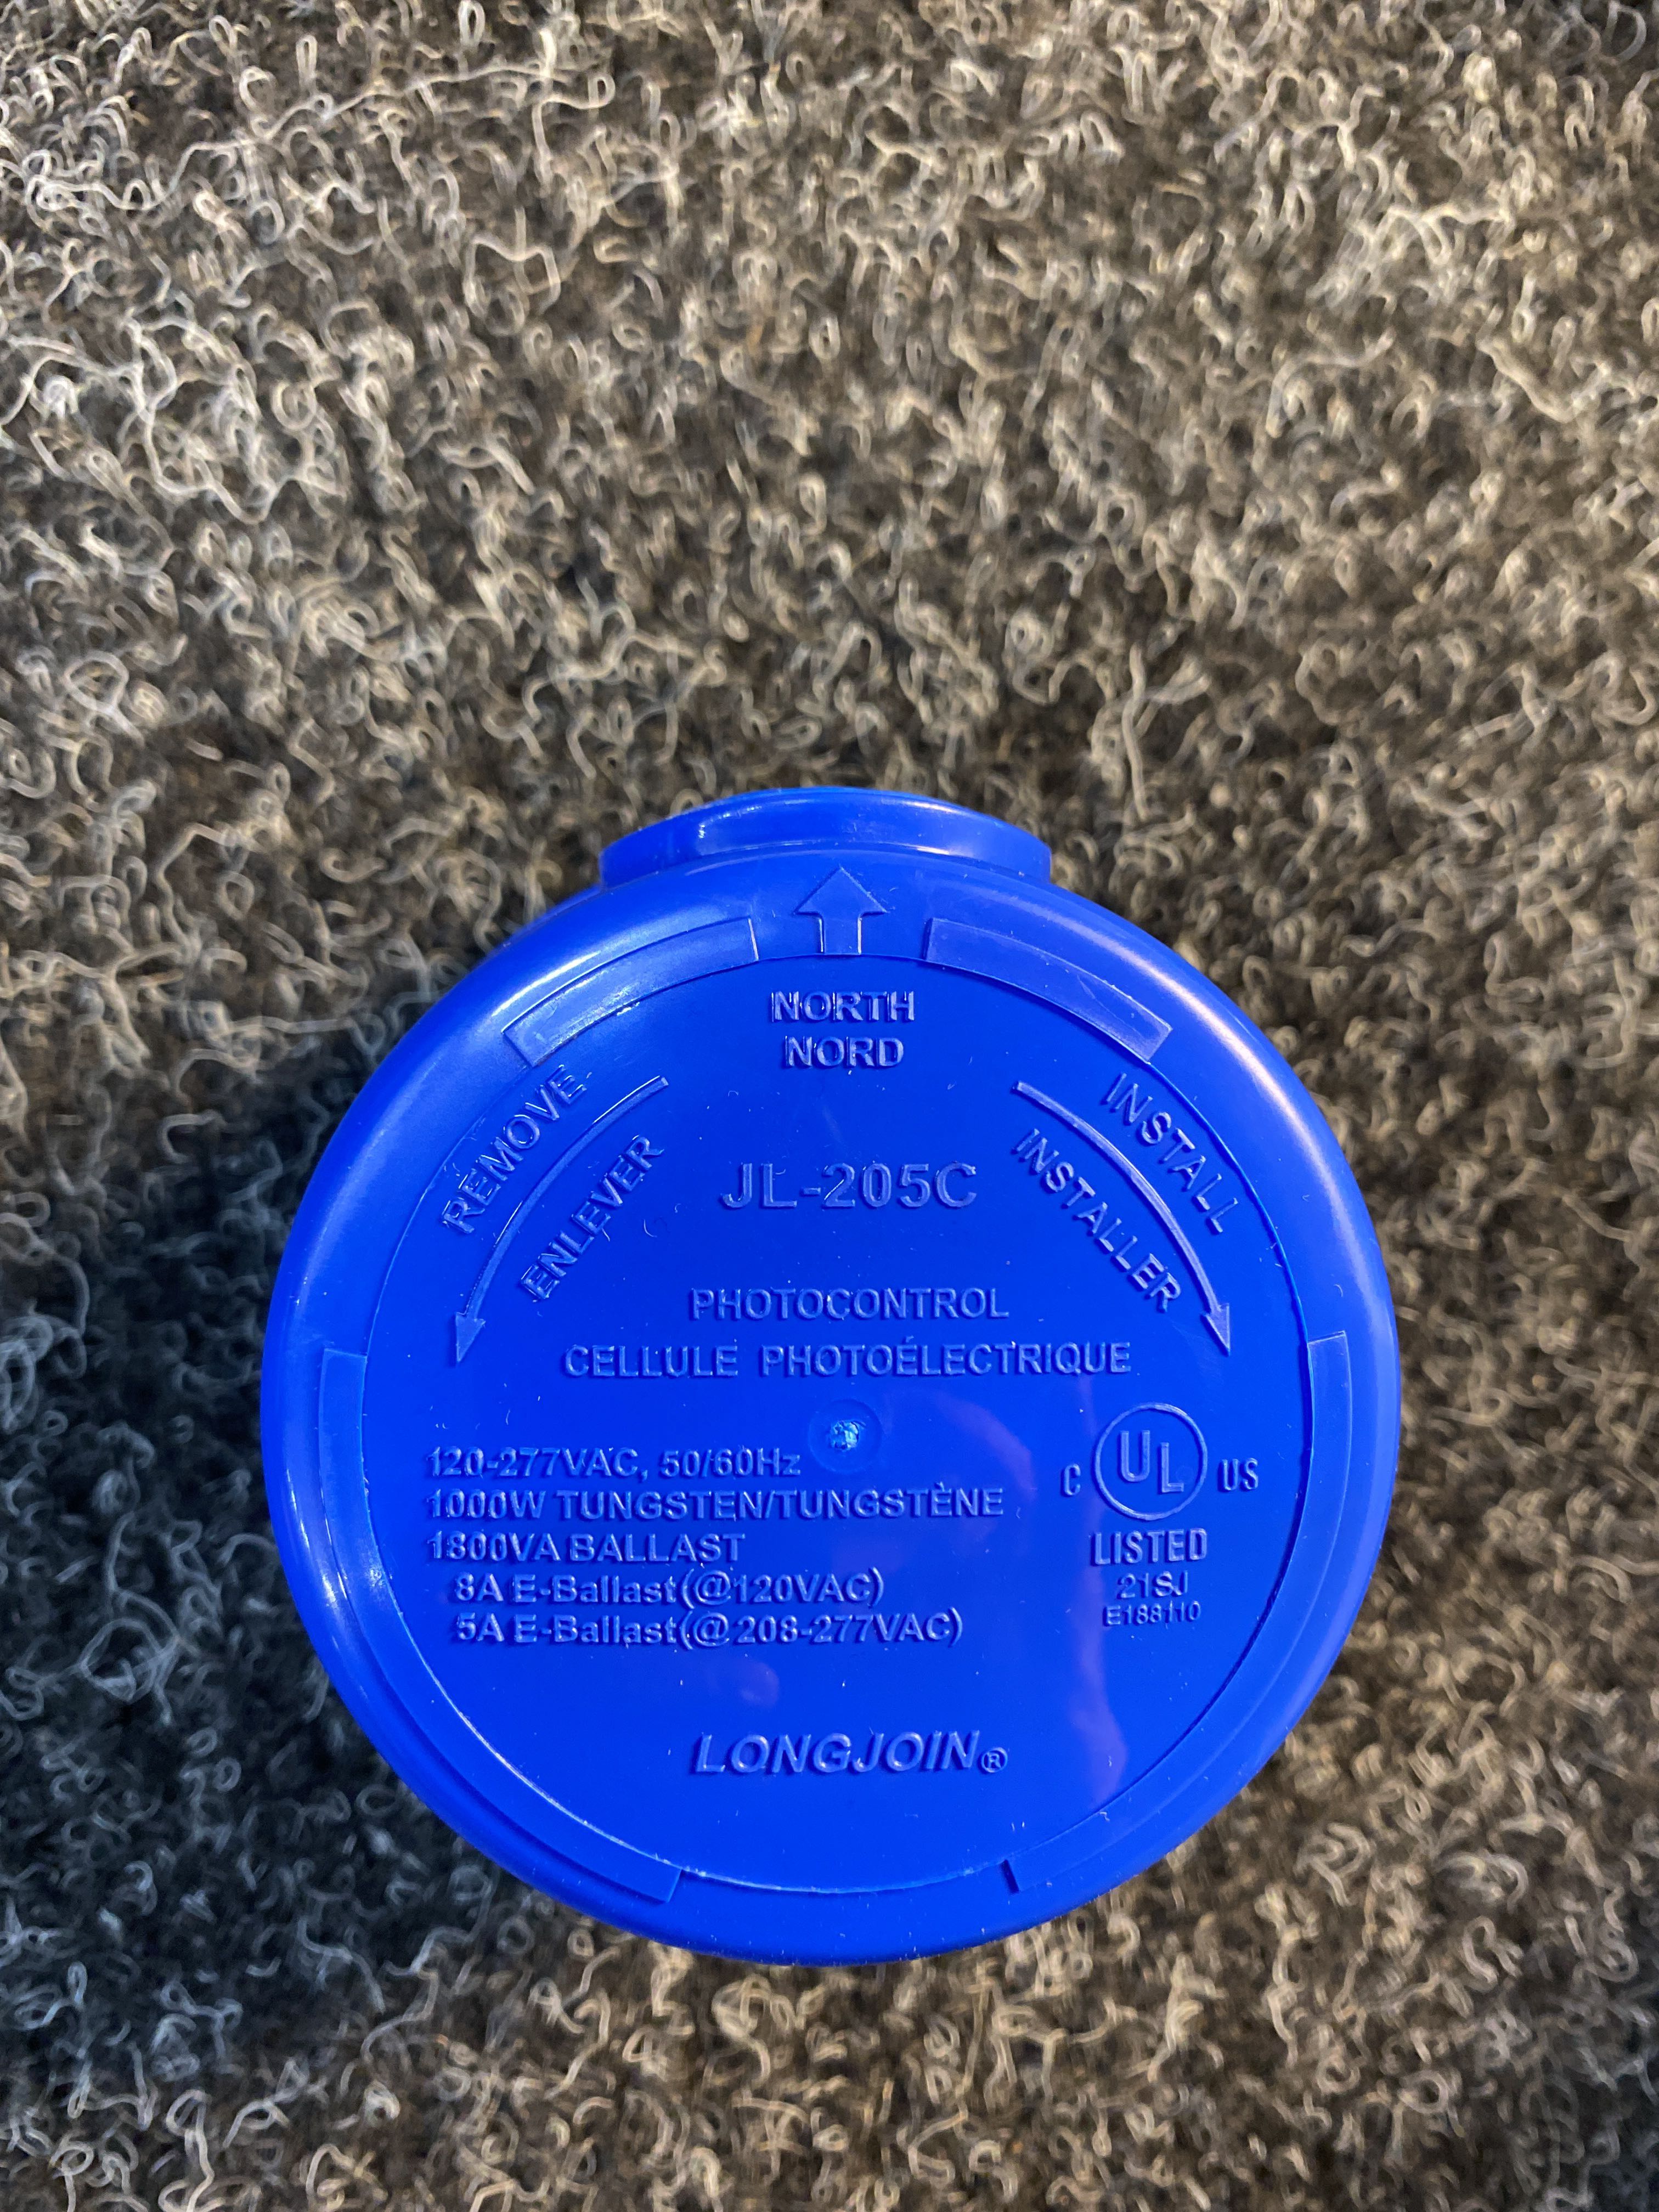 NORTH
NORD
REMOVE
ENLEVER
INSTALL
INSTALLER
JL-205C
PHOTOCONTROL
CELLULE PHOTOÉLECTRIQUE
120-277VAC, 50/60Hz
1000W TUNGSTEN/TUNGSTÈNE
1800VA BALLAST
8A E-Ballast(@120VAC)
5A E-Ballast(@208-277VAC)
C UL US
LISTED
21SJ
E188110
LONGJOIN®